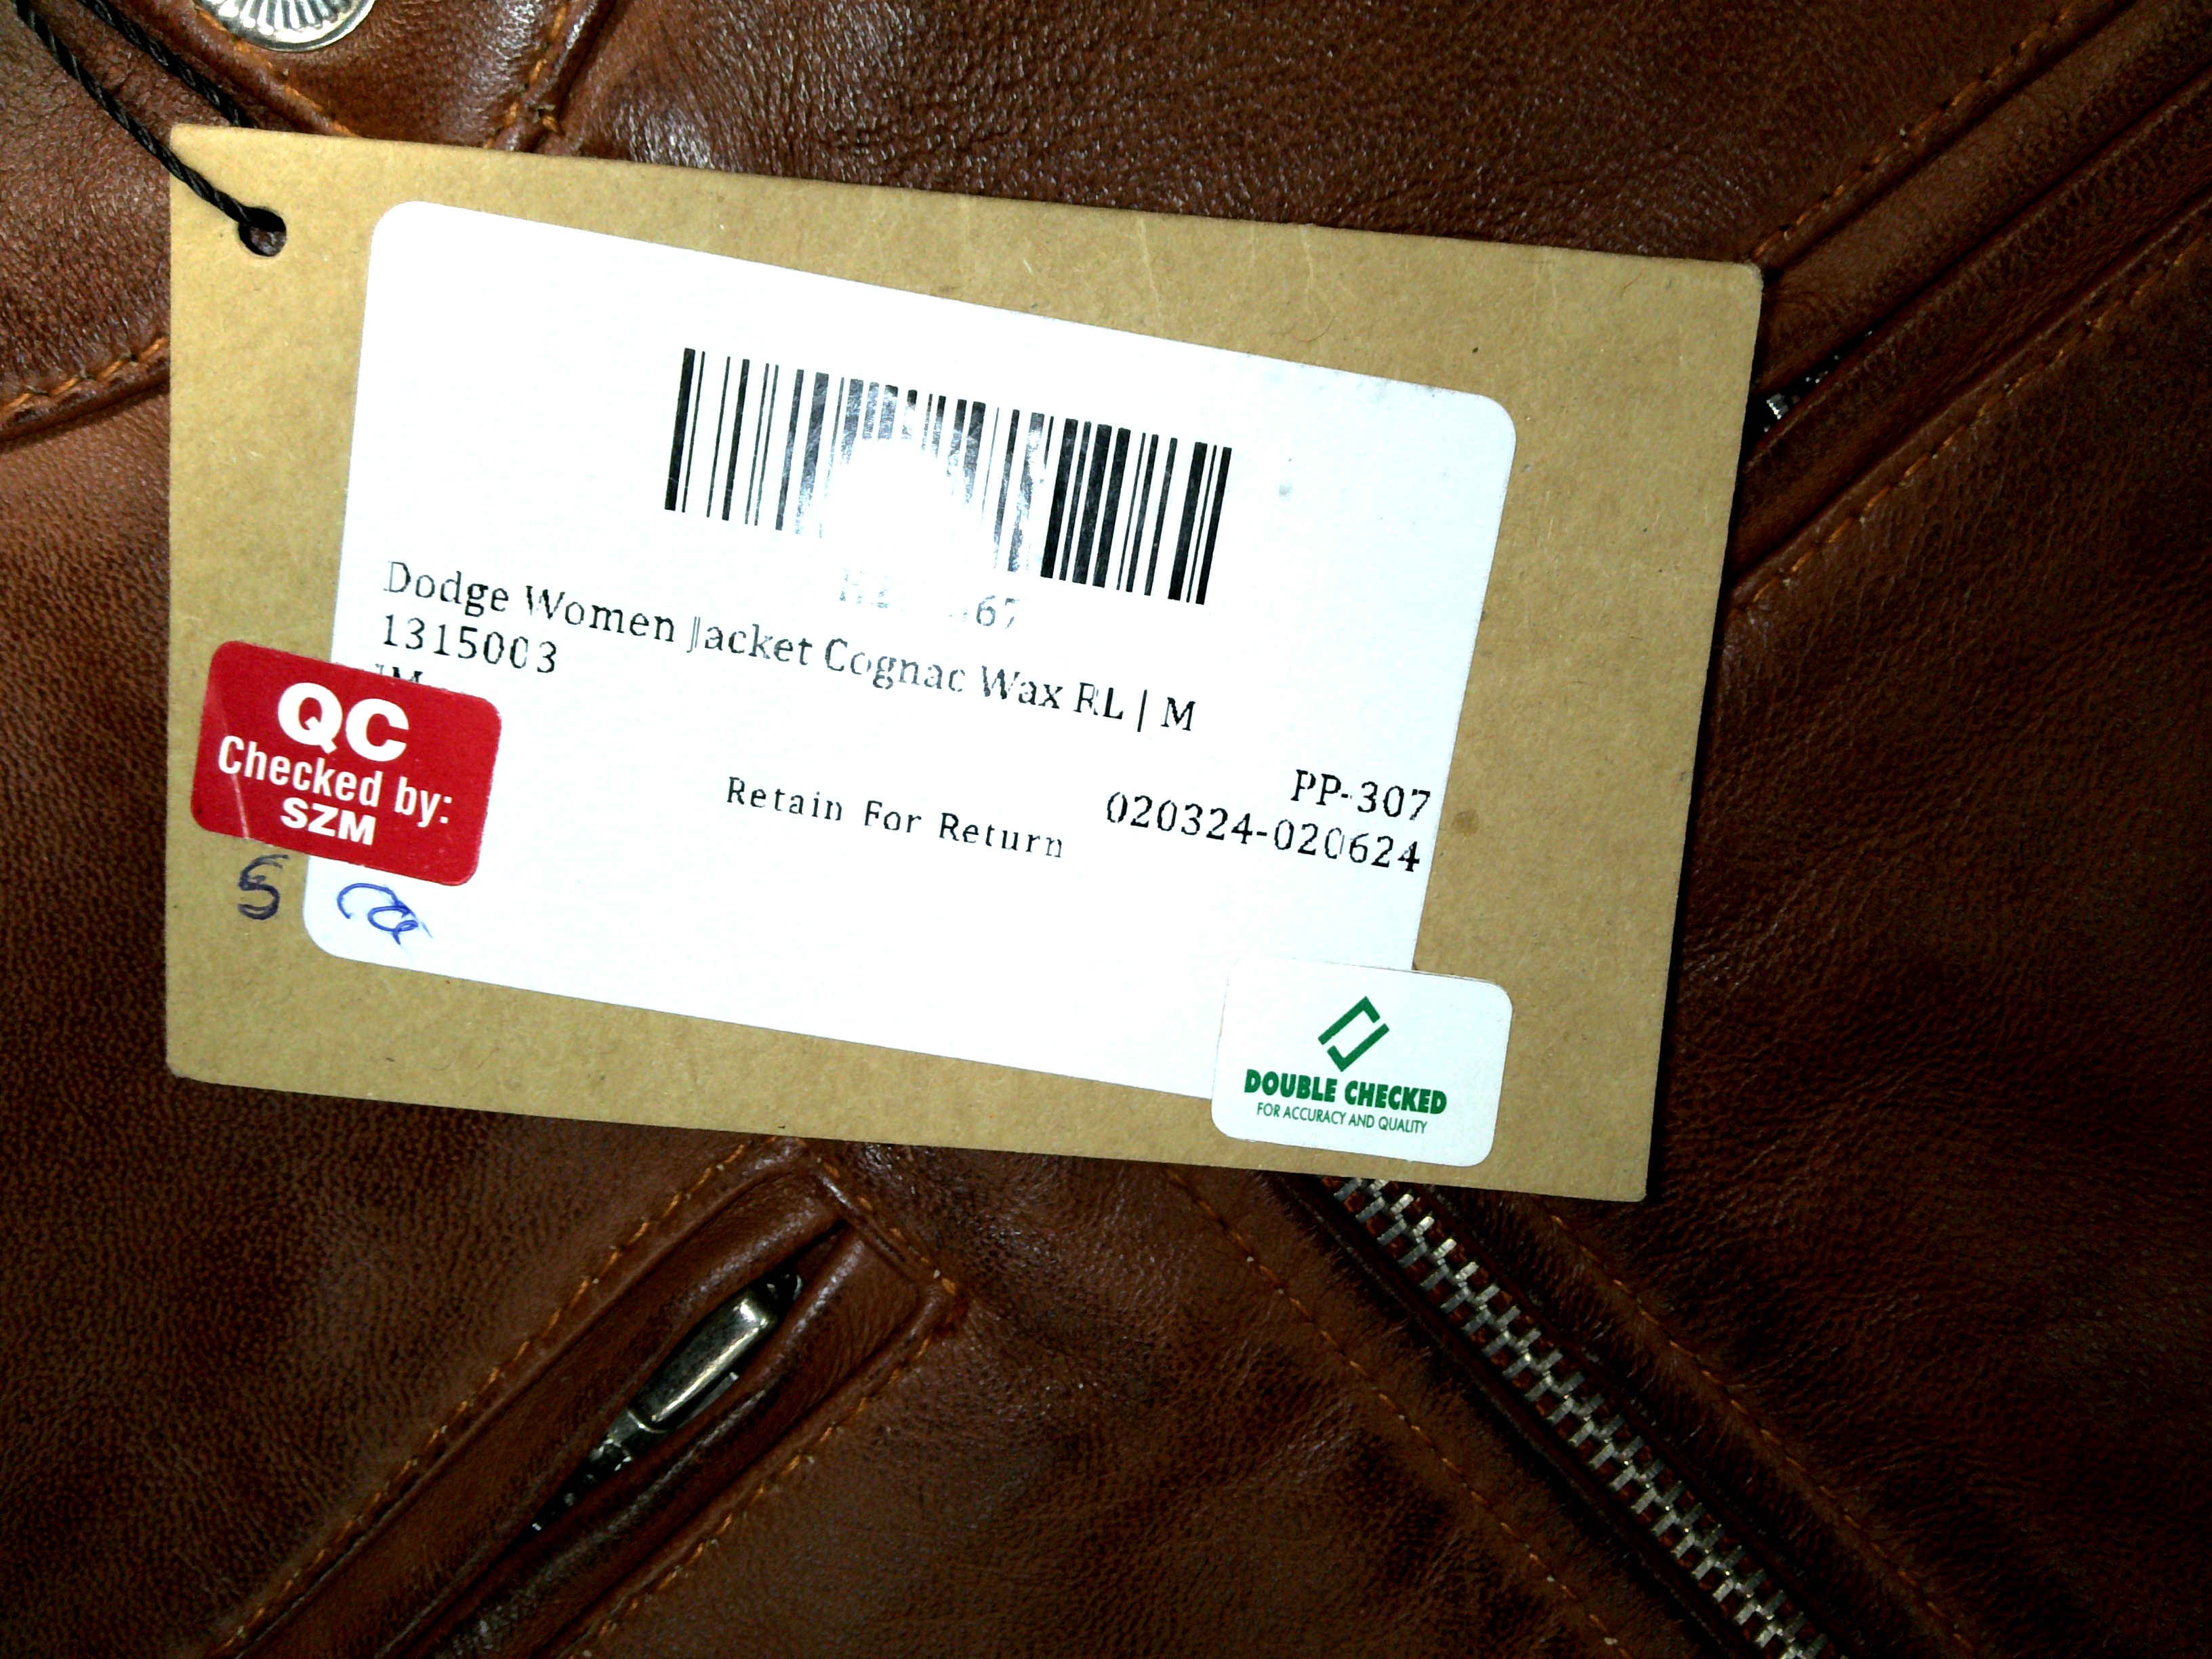 Dodge Women Jacket Cognac Wax RL | M
1315003
QC
Checked by:
SZM
PP-307
Retain For Return
020324-020624
5
DOUBLE CHECKED
FOR ACCURACY AND QUALITY